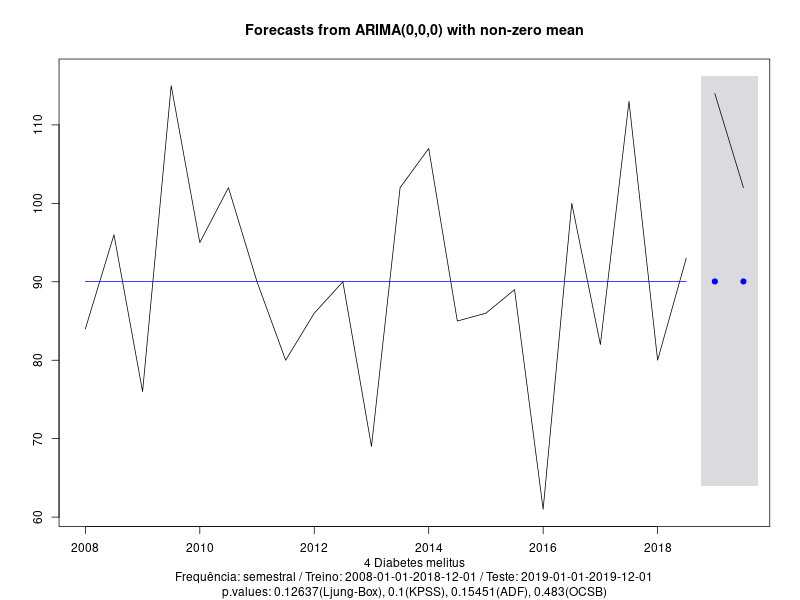 Forecasts from ARIMA(0,0,0) with non-zero mean
110
100
90
80
70
60
2008 2010 2012 2014 2016 2018
4 Diabetes melitus
Frequência: semestral / Treino: 2008-01-01-2018-12-01 / Teste: 2019-01-01-2019-12-01
p.values: 0.12637(Ljung-Box), 0.1(KPSS), 0.15451(ADF), 0.483(OCSB)